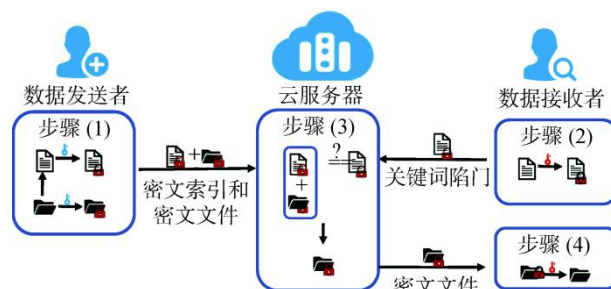 数据发送者
云服务器
数据接收者
步骤 (1)
步骤 (3)
步骤 (2)
?
密文索引和
密文文件
关键词陷门
步骤 (4)
密文文件